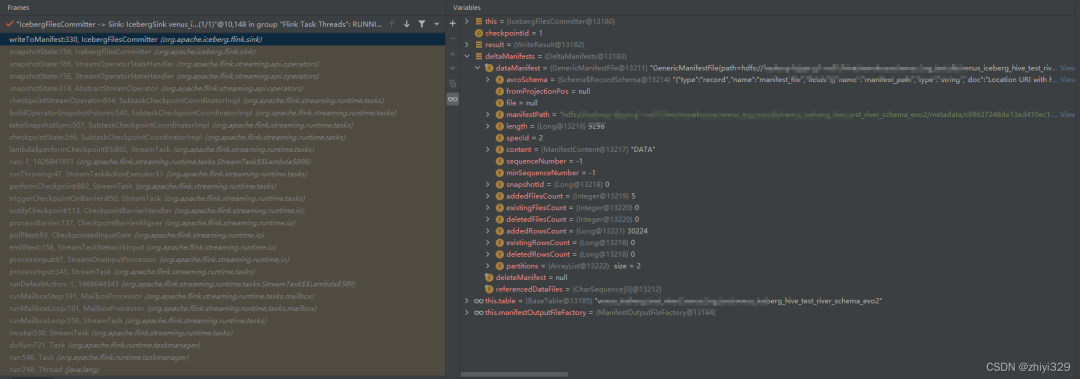 Frames
Variables
"IcebergFilesCommitter -> Sink: IcebergSink venus_i...(1/1)"@10,148 in group "Flink Task Threads": RUNNI...
writeToManifest:330, IcebergFilesCommitter (org.apache.iceberg.flink.sink)
snapshotState:199, IcebergFilesCommitter (org.apache.iceberg.flink.sink)
snapshotState:186, StreamOperatorStateHandler (org.apache.flink.streaming.api.operators)
snapshotState:156, StreamOperatorStateHandler (org.apache.flink.streaming.api.operators)
snapshotState:314, AbstractStreamOperator (org.apache.flink.streaming.api.operators)
checkpointStreamOperator:614, SubtaskCheckpointCoordinatorImpl (org.apache.flink.streaming.runtime.tasks)
buildOperatorSnapshotFutures:540, SubtaskCheckpointCoordinatorImpl (org.apache.flink.streaming.runtime.tasks)
takeSnapshotSync:507, SubtaskCheckpointCoordinatorImpl (org.apache.flink.streaming.runtime.tasks)
checkpointState:266, SubtaskCheckpointCoordinatorImpl (org.apache.flink.streaming.runtime.tasks)
lambda$performCheckpoint$5:892, StreamTask (org.apache.flink.streaming.runtime.tasks)
run:-1, 1826841651 (org.apache.flink.streaming.runtime.tasks.StreamTask$$Lambda$896)
runThrowing:47, StreamTaskActionExecutor$1 (org.apache.flink.streaming.runtime.tasks)
performCheckpoint:882, StreamTask (org.apache.flink.streaming.runtime.tasks)
triggerCheckpointOnBarrier:850, StreamTask (org.apache.flink.streaming.runtime.tasks)
notifyCheckpoint:113, CheckpointBarrierHandler (org.apache.flink.streaming.runtime.io)
processBarrier:137, CheckpointBarrierAligner (org.apache.flink.streaming.runtime.io)
pollNext:93, CheckpointedInputGate (org.apache.flink.streaming.runtime.io)
emitNext:158, StreamTaskNetworkInput (org.apache.flink.streaming.runtime.io)
processInput:67, StreamOneInputProcessor (org.apache.flink.streaming.runtime.io)
processInput:345, StreamTask (org.apache.flink.streaming.runtime.tasks)
runDefaultAction:-1, 1468644343 (org.apache.flink.streaming.runtime.tasks.StreamTask$$Lambda$589)
runMailboxStep:191, MailboxProcessor (org.apache.flink.streaming.runtime.tasks.mailbox)
runMailboxLoop:181, MailboxProcessor (org.apache.flink.streaming.runtime.tasks.mailbox)
runMailboxLoop:558, StreamTask (org.apache.flink.streaming.runtime.tasks)
invoke:530, StreamTask (org.apache.flink.streaming.runtime.tasks)
doRun:721, Task (org.apache.flink.runtime.taskmanager)
run:546, Task (org.apache.flink.runtime.taskmanager)
run:748, Thread (java.lang)
this = {IcebergFilesCommitter@13180}
checkpointId = 1
result = {WriteResult@13182}
deltaManifests = {DeltaManifests@13183}
dataManifest = {GenericManifestFile@13211} "GenericManifestFile{path=hdfs:// venus_iceberg_hive_test_riv... View
avroSchema = {Schema$RecordSchema@13214} "{"type":"record","name":"manifest_file","fields" "name":"manifest_path","type":"string","doc":"Location URI with f... View
fromProjectionPos = null
file = null
manifestPath = "hdfs:// est_river_schema_evo2/metadata/c69637248de13ed410ec1... View
length = {Long@13216} 9298
specId = 2
content = {ManifestContent@13217} "DATA"
sequenceNumber = -1
minSequenceNumber = -1
snapshotId = {Long@13218} 0
addedFilesCount = {Integer@13219} 5
existingFilesCount = {Integer@13220} 0
deletedFilesCount = {Integer@13220} 0
addedRowsCount = {Long@13221} 30224
existingRowsCount = {Long@13218} 0
deletedRowsCount = {Long@13218} 0
partitions = {ArrayList@13222} size = 2
deleteManifest = null
referencedDataFiles = {CharSequence[0]@13212}
this.table = {BaseTable@13185} berg_hive_test_river_schema_evo2"
this.manifestOutputFileFactory = {ManifestOutputFileFactory@13184}
CSDN @zhiyi329